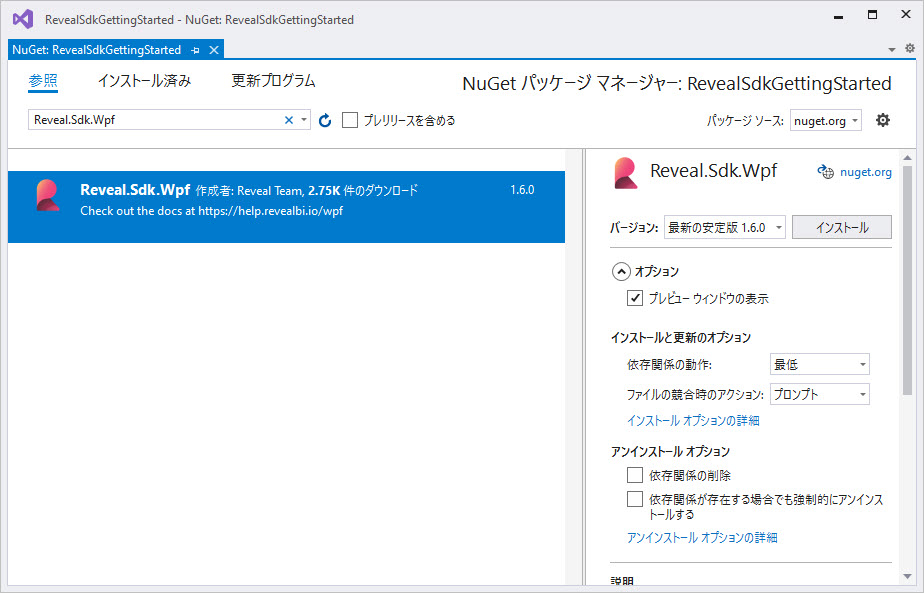 RevealSdkGettingStarted - NuGet: RevealSdkGettingStarted
NuGet: RevealSdkGettingStarted
参照 インストール済み 更新プログラム
NuGet パッケージ マネージャー: RevealSdkGettingStarted
Reveal.Sdk.Wpf
プレリリースを含める
パッケージ ソース: nuget.org
Reveal.Sdk.Wpf 作成者: Reveal Team, 2.75K 件のダウンロード 1.6.0
Check out the docs at https://help.revealbi.io/wpf
Reveal.Sdk.Wpf nuget.org
バージョン: 最新の安定版 1.6.0 インストール
オプション
プレビュー ウィンドウの表示
インストールと更新のオプション
依存関係の動作: 最低
ファイルの競合時のアクション: プロンプト
インストール オプションの詳細
アンインストール オプション
依存関係の削除
依存関係が存在する場合でも強制的にアンインス
トールする
アンインストール オプションの詳細
説明